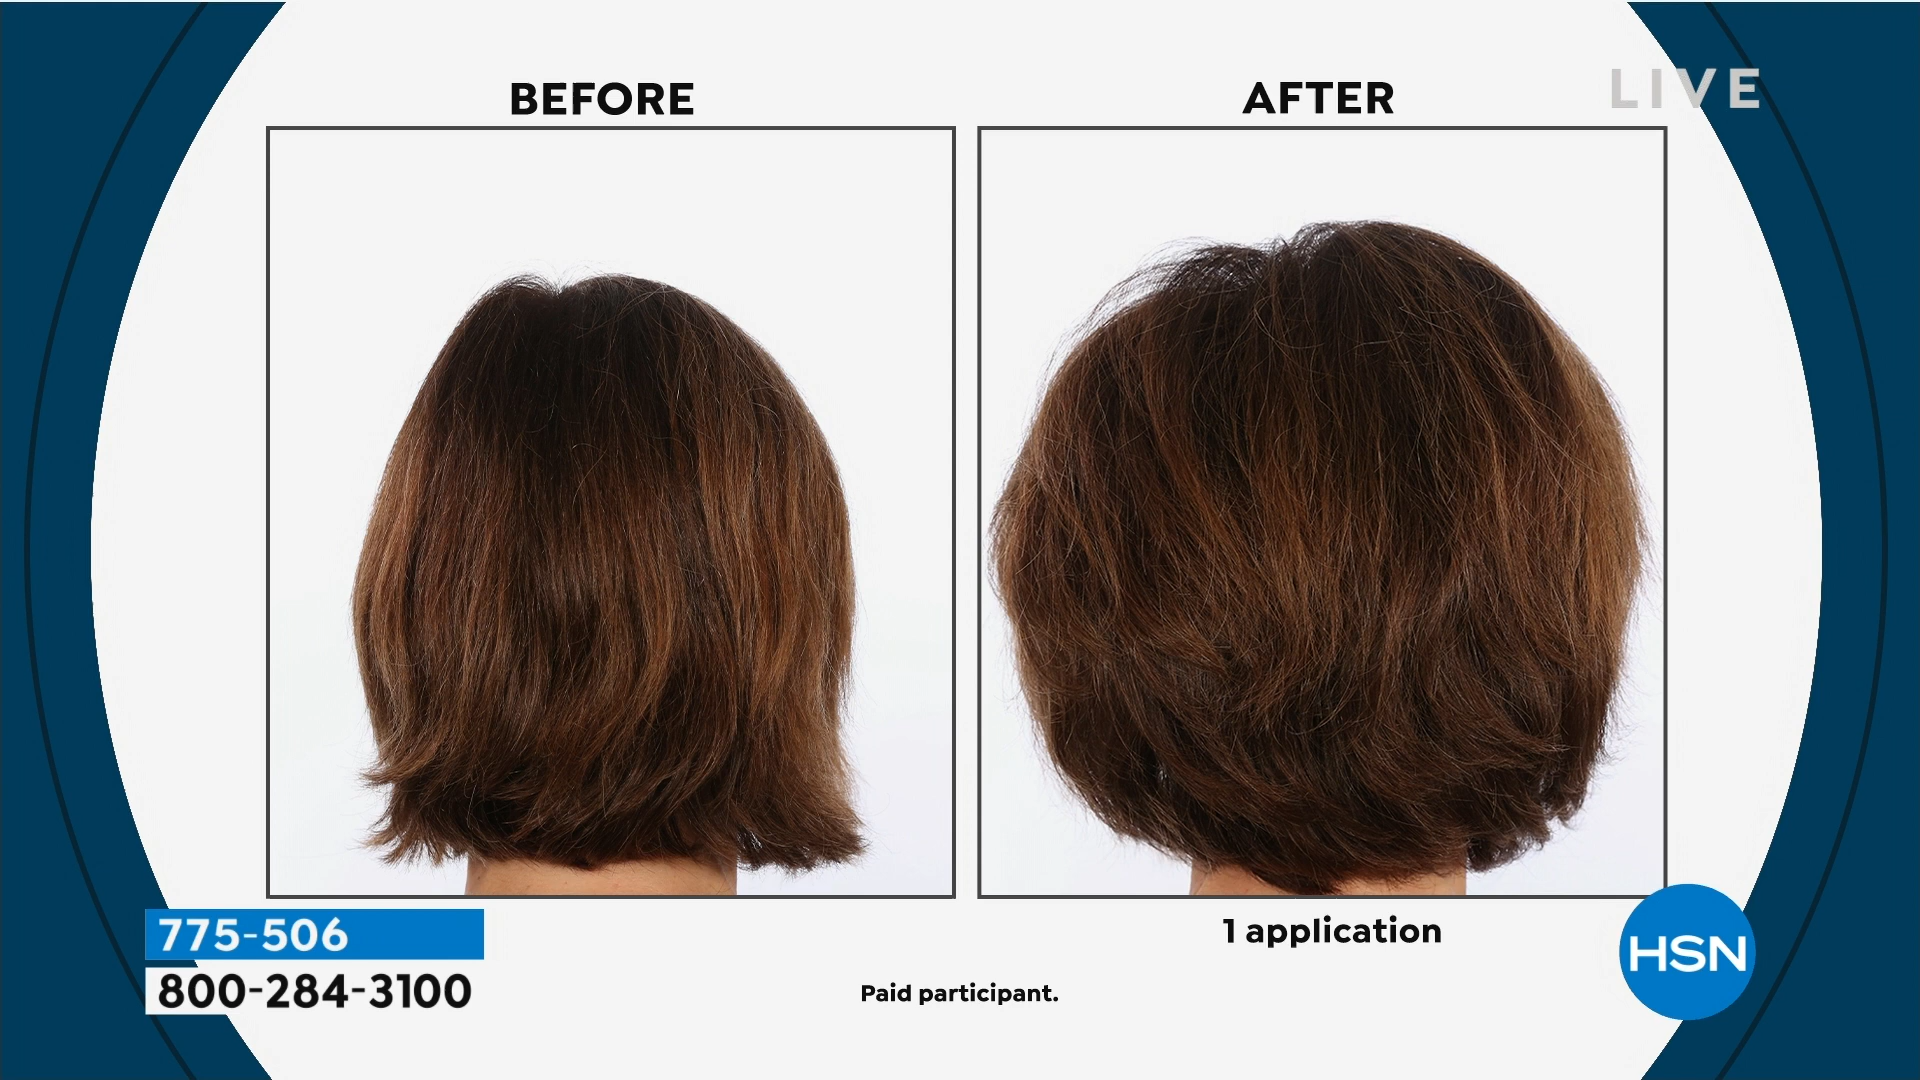 BEFORE
AFTER
LIVE
1 application
775-506
800-284-3100
Paid participant.
HSN